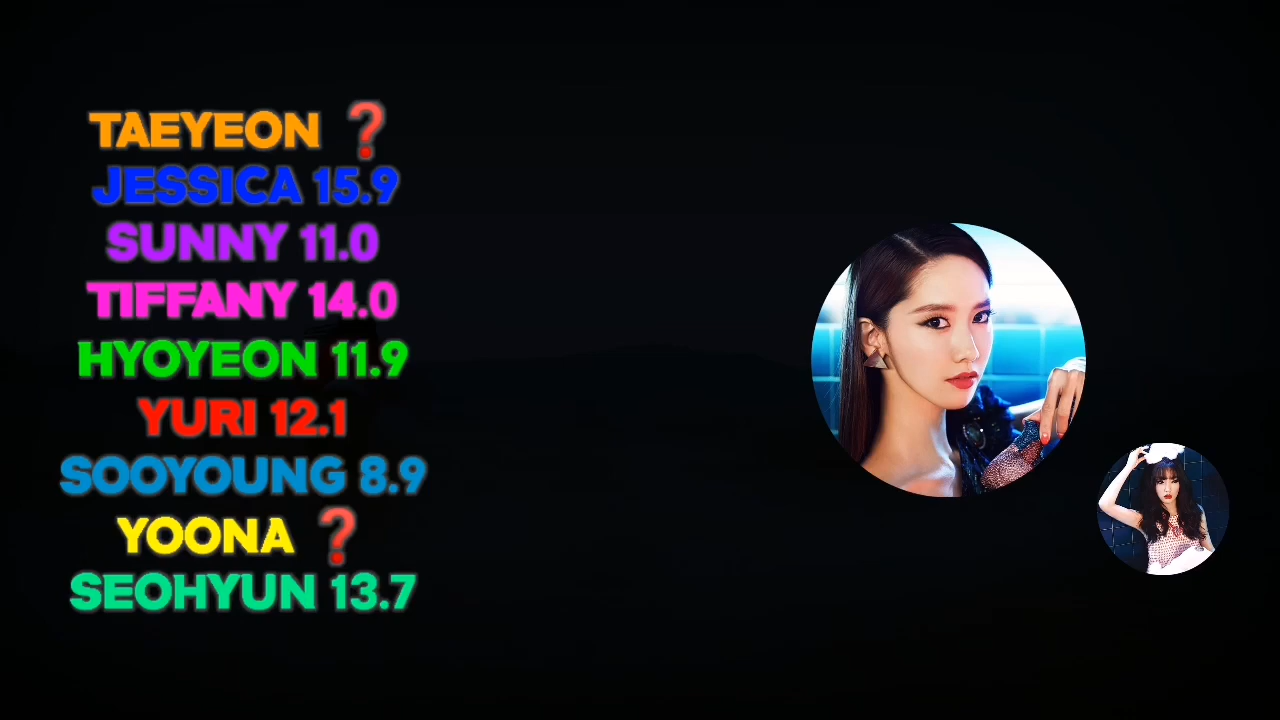 TAEYEON ❓
JESSICA 15.9
SUNNY 11.0
TIFFANY 14.0
HYOYEON 11.9
YURI 12.1
SOOYOUNG 8.9
YOONA ❓
SEOHYUN 13.7